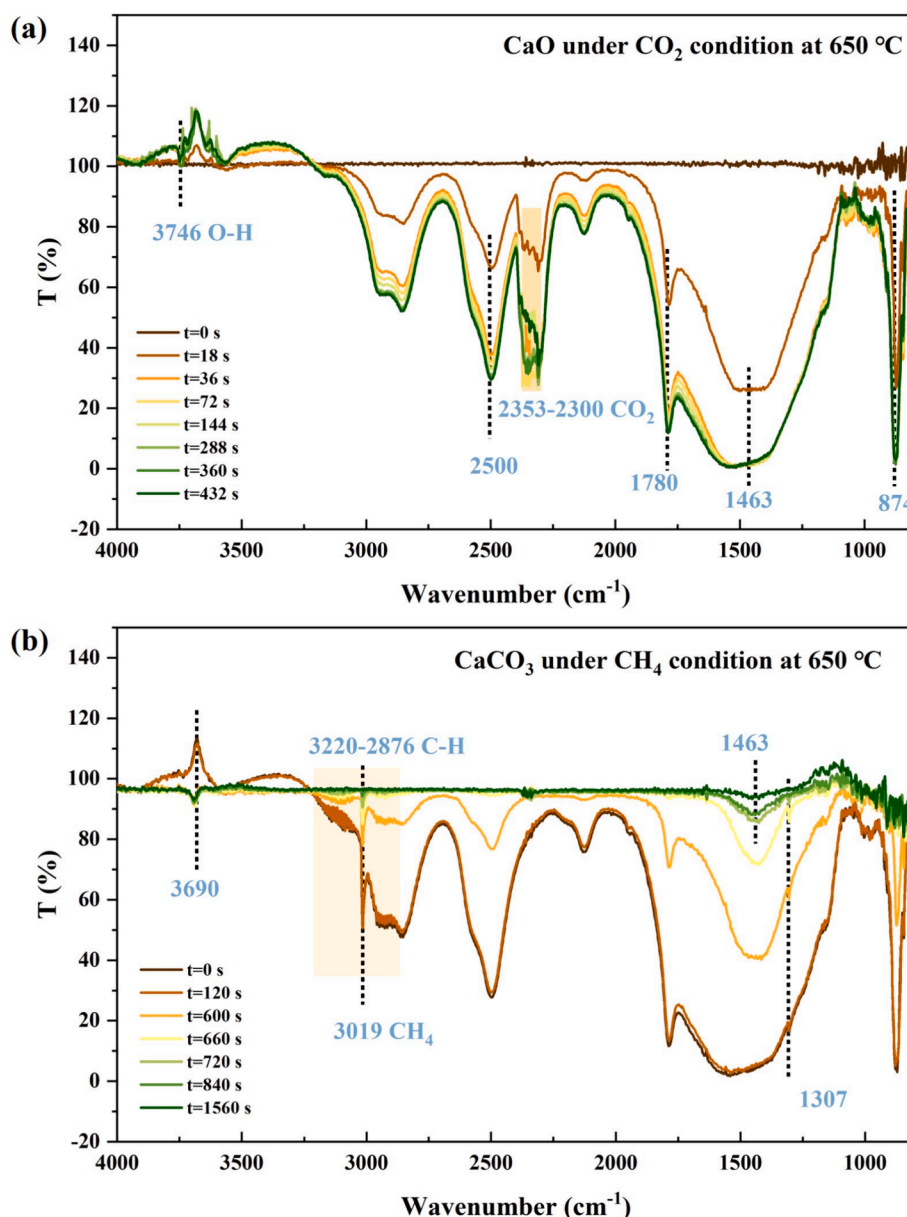 (a)
CaO under CO₂ condition at 650 °C
140
120
100
80
60
40
20
0
-20
T (%)
3746 O-H
t=0 s
t=18 s
t=36 s
t=72 s
t=144 s
t=288 s
t=360 s
t=432 s
2353-2300 CO₂
2500
1780
1463
874
4000 3500 3000 2500 2000 1500 1000
Wavenumber (cm⁻¹)
(b)
CaCO₃ under CH₄ condition at 650 °C
140
120
100
80
60
40
20
0
-20
T (%)
3220-2876 C-H
1463
3690
t=0 s
t=120 s
t=600 s
t=660 s
t=720 s
t=840 s
t=1560 s
3019 CH₄
1307
4000 3500 3000 2500 2000 1500 1000
Wavenumber (cm⁻¹)